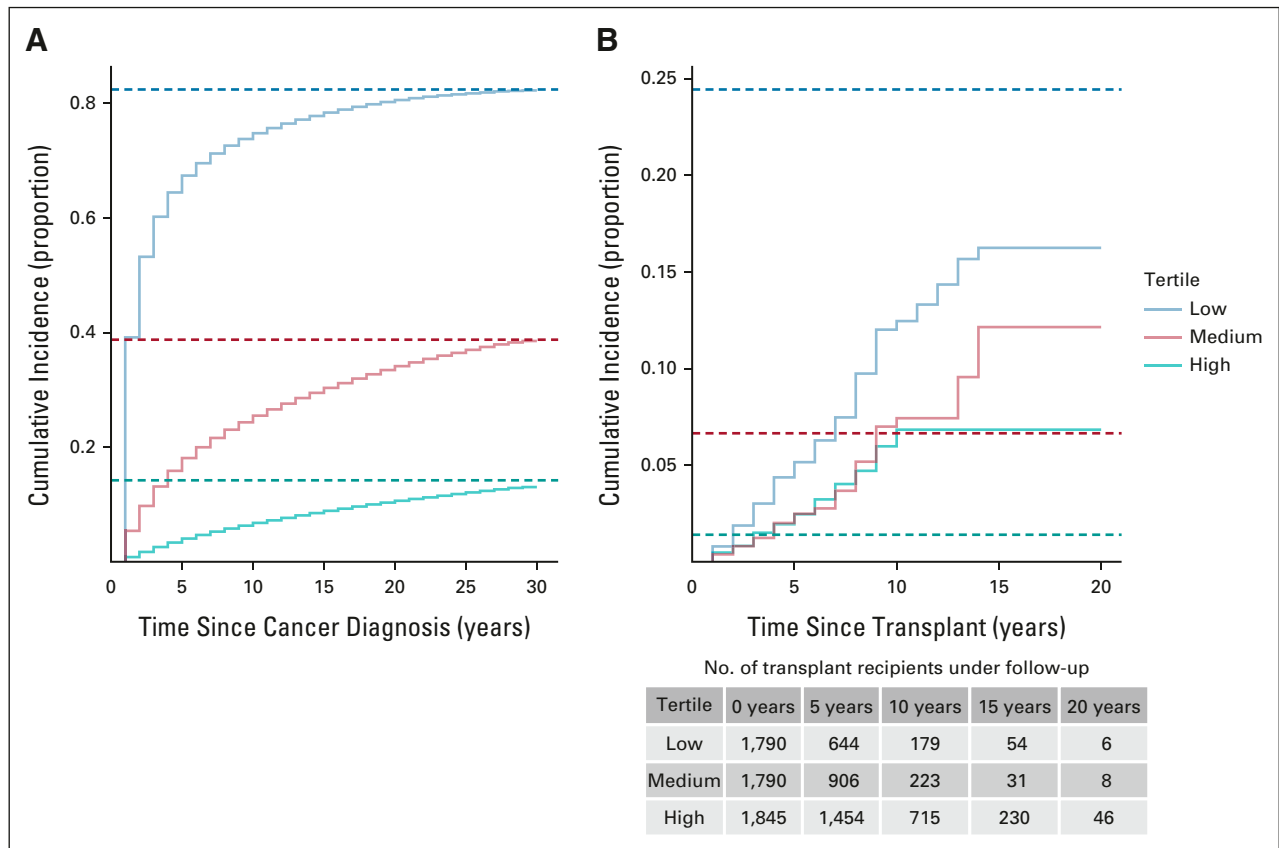 A
Cumulative Incidence (proportion)
0.8
0.6
0.4
0.2
0 5 10 15 20 25 30
Time Since Cancer Diagnosis (years)
B
Cumulative Incidence (proportion)
0.25
0.20
0.15
0.10
0.05
0 5 10 15 20
Time Since Transplant (years)
Tertile
Low
Medium
High
No. of transplant recipients under follow-up
Tertile 0 years 5 years 10 years 15 years 20 years
Low 1,790 644 179 54 6
Medium 1,790 906 223 31 8
High 1,845 1,454 715 230 46